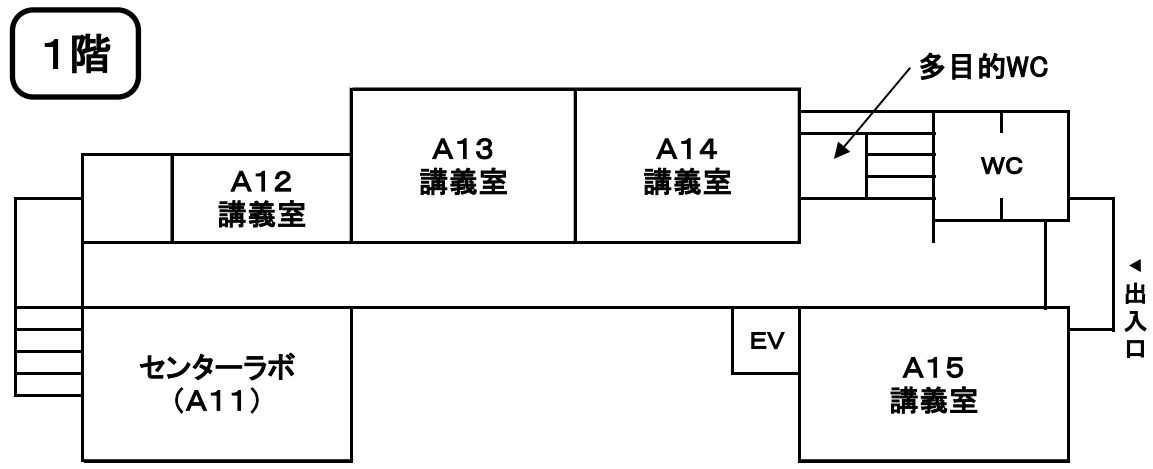 １階
多目的WC
A13
講義室
A14
講義室
WC
A12
講義室
◀出入口
EV
センターラボ
（A11）
A15
講義室